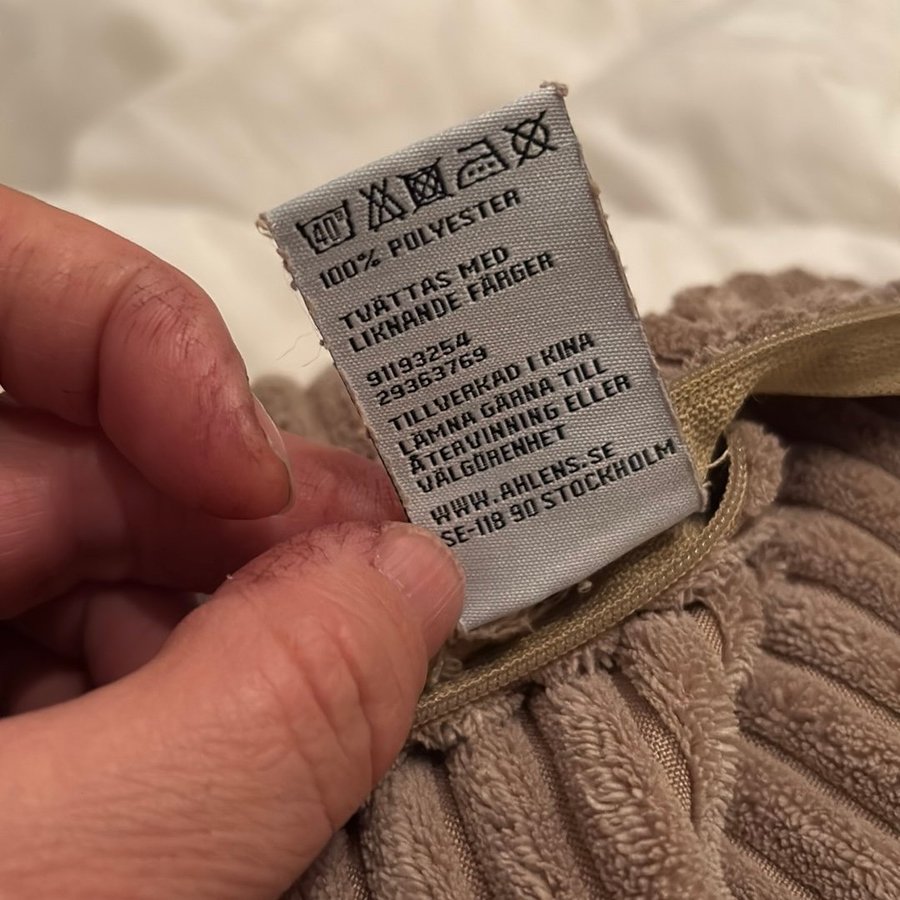 40°
100% POLYESTER
TVÄTTAS MED
LIKNANDE FÄRGER
91193254
29363769
TILLVERKAD I KINA
LÄMNA GÄRNA TILL
ÅTERVINNING ELLER
VÄLGÖRENHET
WWW.AHLENS.SE
SE-118 90 STOCKHOLM